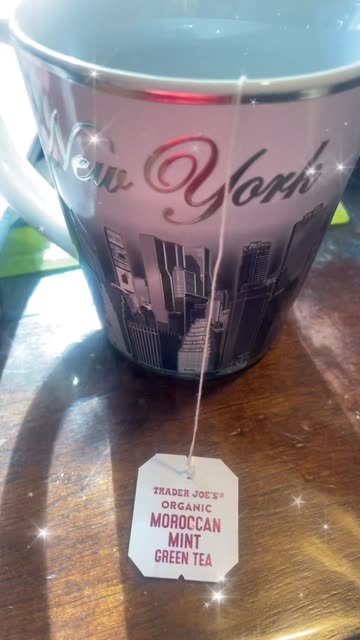 New York
TRADER JOE'S®
ORGANIC
MOROCCAN
MINT
GREEN TEA